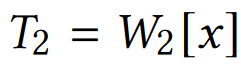 T₂ = W₂[x]